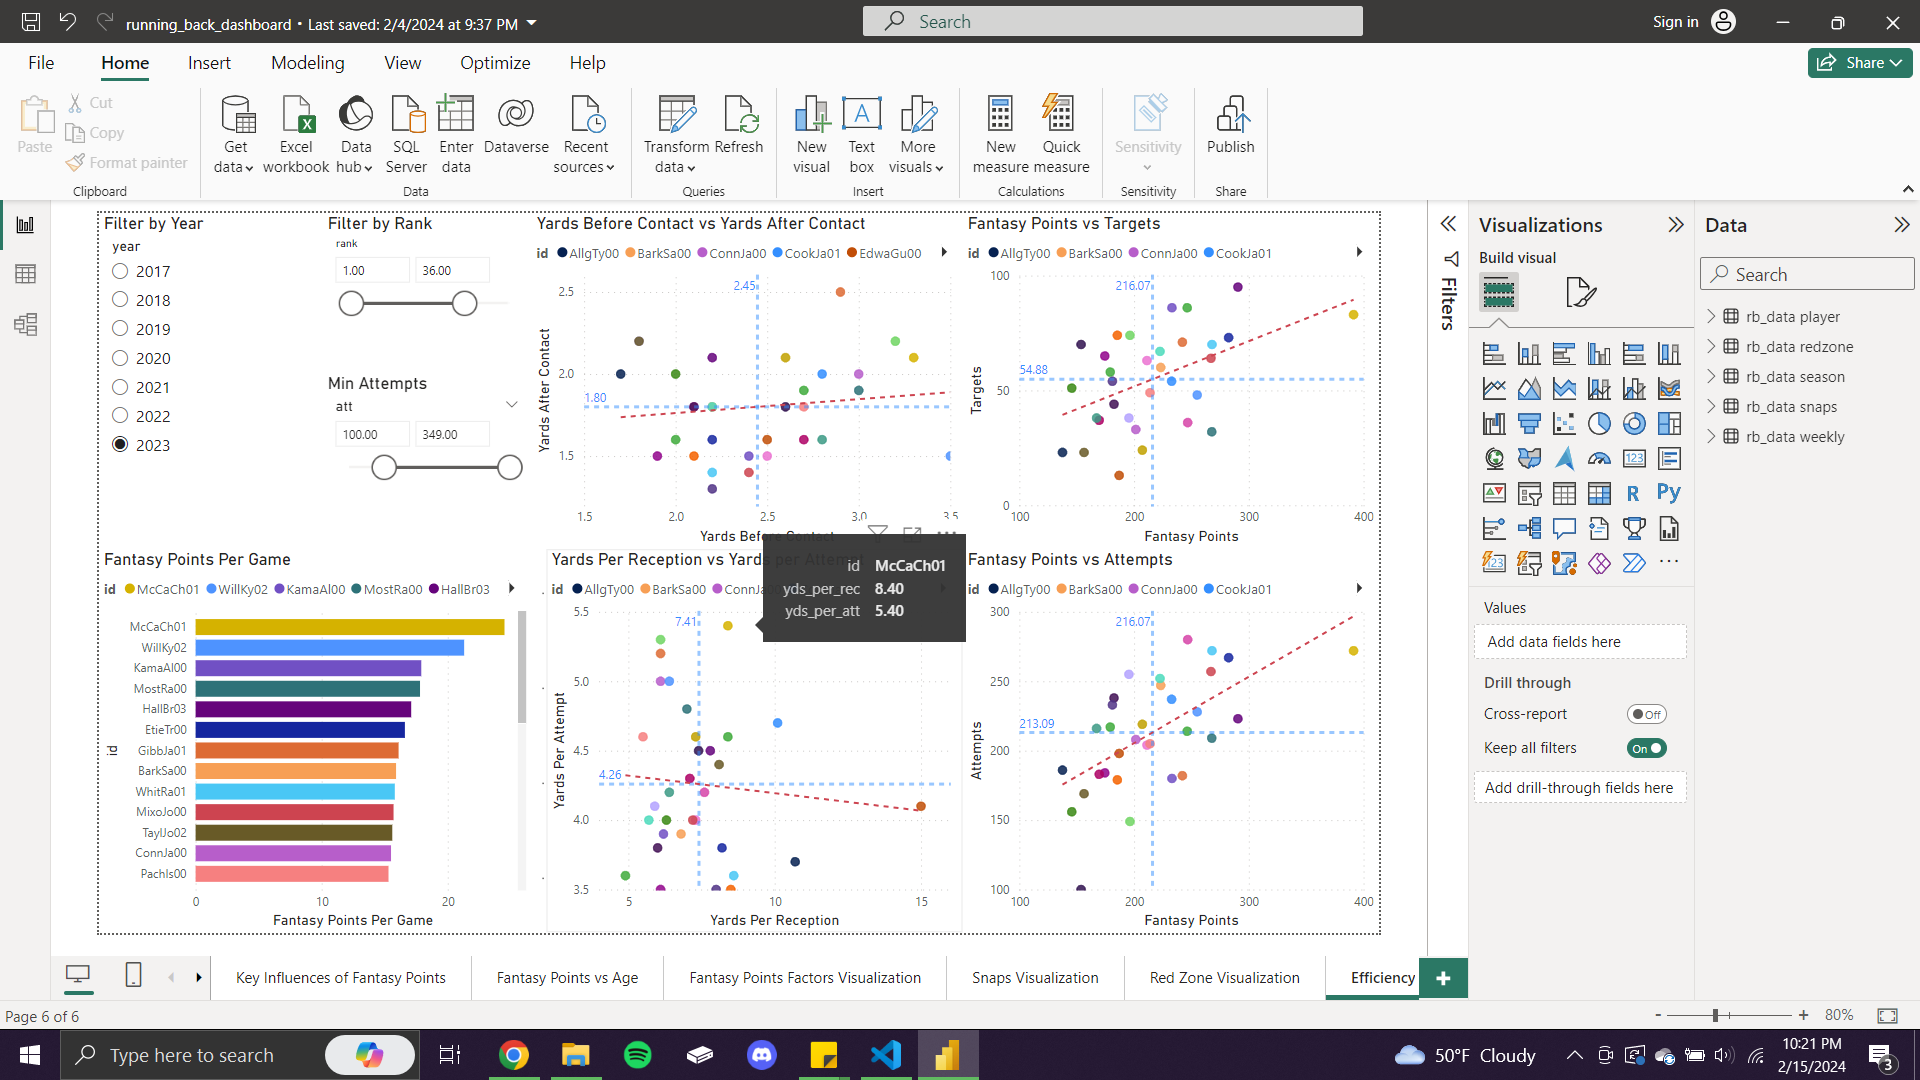 running_back_dashboard • Last saved: 2/4/2024 at 9:37 PM
Search
Sign in
File
Home
Insert
Modeling
View
Optimize
Help
Share
Paste
Cut
Copy
Format painter
Clipboard
Get data
Excel workbook
Data hub
SQL Server
Enter data
Dataverse
Recent sources
Data
Transform data
Refresh
Queries
New visual
Text box
More visuals
Insert
New measure
Quick measure
Calculations
Sensitivity
Sensitivity
Publish
Share
Filter by Year
year
2017
2018
2019
2020
2021
2022
2023
Filter by Rank
rank
1.00
36.00
Min Attempts
att
100.00
349.00
Yards Before Contact vs Yards After Contact
id AllgTy00 BarkSa00 ConnJa00 CookJa01 EdwaGu00
Yards After Contact
2.5
2.0
1.5
2.45
1.80
1.5 2.0 2.5 3.0 3.5
Fantasy Points vs Targets
id AllgTy00 BarkSa00 ConnJa00 CookJa01
Targets
100
50
0
216.07
54.88
100 200 300 400
Fantasy Points
Fantasy Points Per Game
id McCaCh01 WillKy02 KamaAl00 MostRa00 HallBr03
id
McCaCh01
WillKy02
KamaAl00
MostRa00
HallBr03
EtieTr00
GibbJa01
BarkSa00
WhitRa01
MixoJo00
TaylJo02
ConnJa00
PachIs00
0 10 20
Fantasy Points Per Game
Yards Per Reception vs Yards per Attempt
id AllgTy00 BarkSa00
id McCaCh01
yds_per_rec 8.40
yds_per_att 5.40
Yards Per Attempt
5.5
5.0
4.5
4.0
3.5
7.41
4.26
5 10 15
Yards Per Reception
Fantasy Points vs Attempts
id AllgTy00 BarkSa00 ConnJa00 CookJa01
Attempts
300
250
200
150
100
216.07
213.09
100 200 300 400
Fantasy Points
Filters
Visualizations
Build visual
Values
Add data fields here
Drill through
Cross-report
Off
Keep all filters
On
Add drill-through fields here
Data
Search
rb_data player
rb_data redzone
rb_data season
rb_data snaps
rb_data weekly
Key Influences of Fantasy Points
Fantasy Points vs Age
Fantasy Points Factors Visualization
Snaps Visualization
Red Zone Visualization
Efficiency
Page 6 of 6
80%
Type here to search
50°F Cloudy
10:21 PM
2/15/2024
3